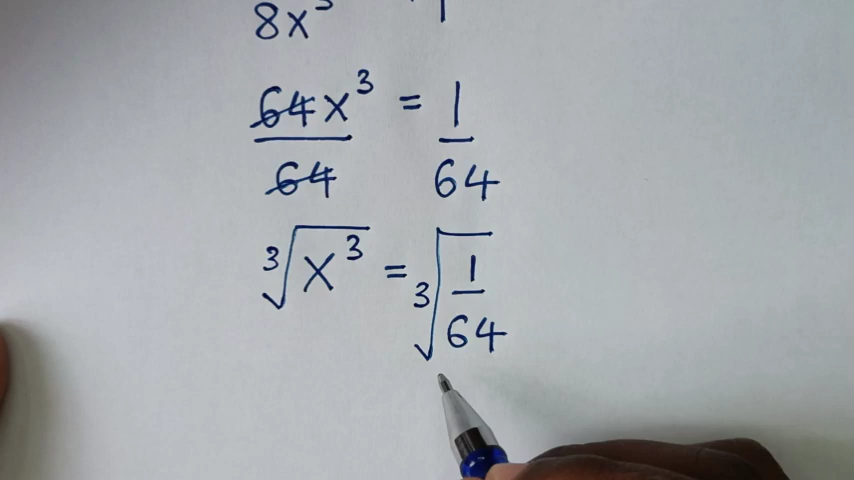 8x³
64x³ = 1
64 64
³√x³ = ³√1
64